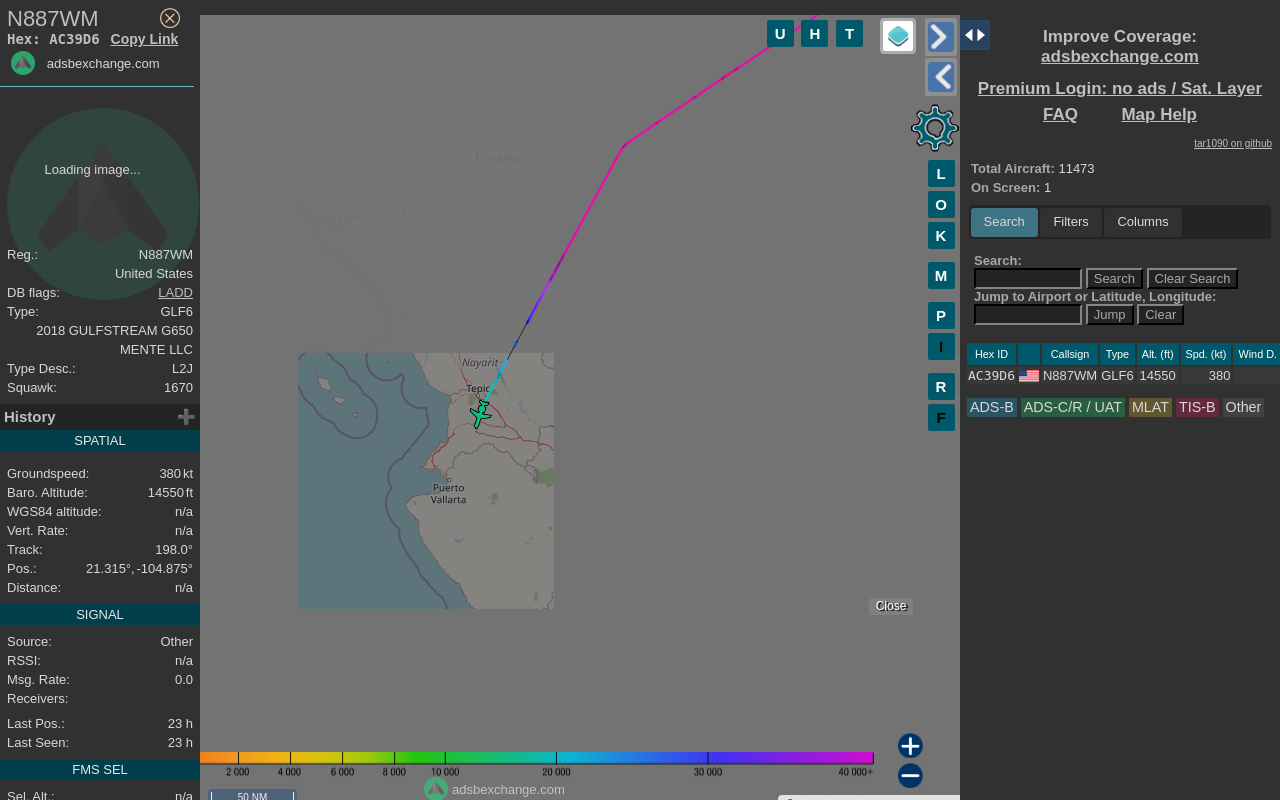 N887WM
Hex: AC39D6 Copy Link
adsbexchange.com
Loading image...
Reg.: N887WM
United States
DB flags: LADD
Type: GLF6
2018 GULFSTREAM G650
MENTE LLC
Type Desc.: L2J
Squawk: 1670
History
SPATIAL
Groundspeed: 380 kt
Baro. Altitude: 14550 ft
WGS84 altitude: n/a
Vert. Rate: n/a
Track: 198.0°
Pos.: 21.315°, -104.875°
Distance: n/a
SIGNAL
Source: Other
RSSI: n/a
Msg. Rate: 0.0
Receivers:
Last Pos.: 23 h
Last Seen: 23 h
FMS SEL
Sel. Alt.: n/a
U H T
L
O
K
M
P
I
R
F
Durango
Mazatlán
Nayarit
Tepic
Puerto
Vallarta
Close
2 000 4 000 6 000 8 000 10 000 20 000 30 000 40 000+
adsbexchange.com
50 NM
Improve Coverage:
adsbexchange.com
Premium Login: no ads / Sat. Layer
FAQ Map Help
tar1090 on github
Total Aircraft: 11473
On Screen: 1
Search Filters Columns
Search:
Search Clear Search
Jump to Airport or Latitude, Longitude:
Jump Clear
Hex ID Callsign Type Alt. (ft) Spd. (kt) Wind D.
AC39D6 N887WM GLF6 14550 380
ADS-B ADS-C/R / UAT MLAT TIS-B Other